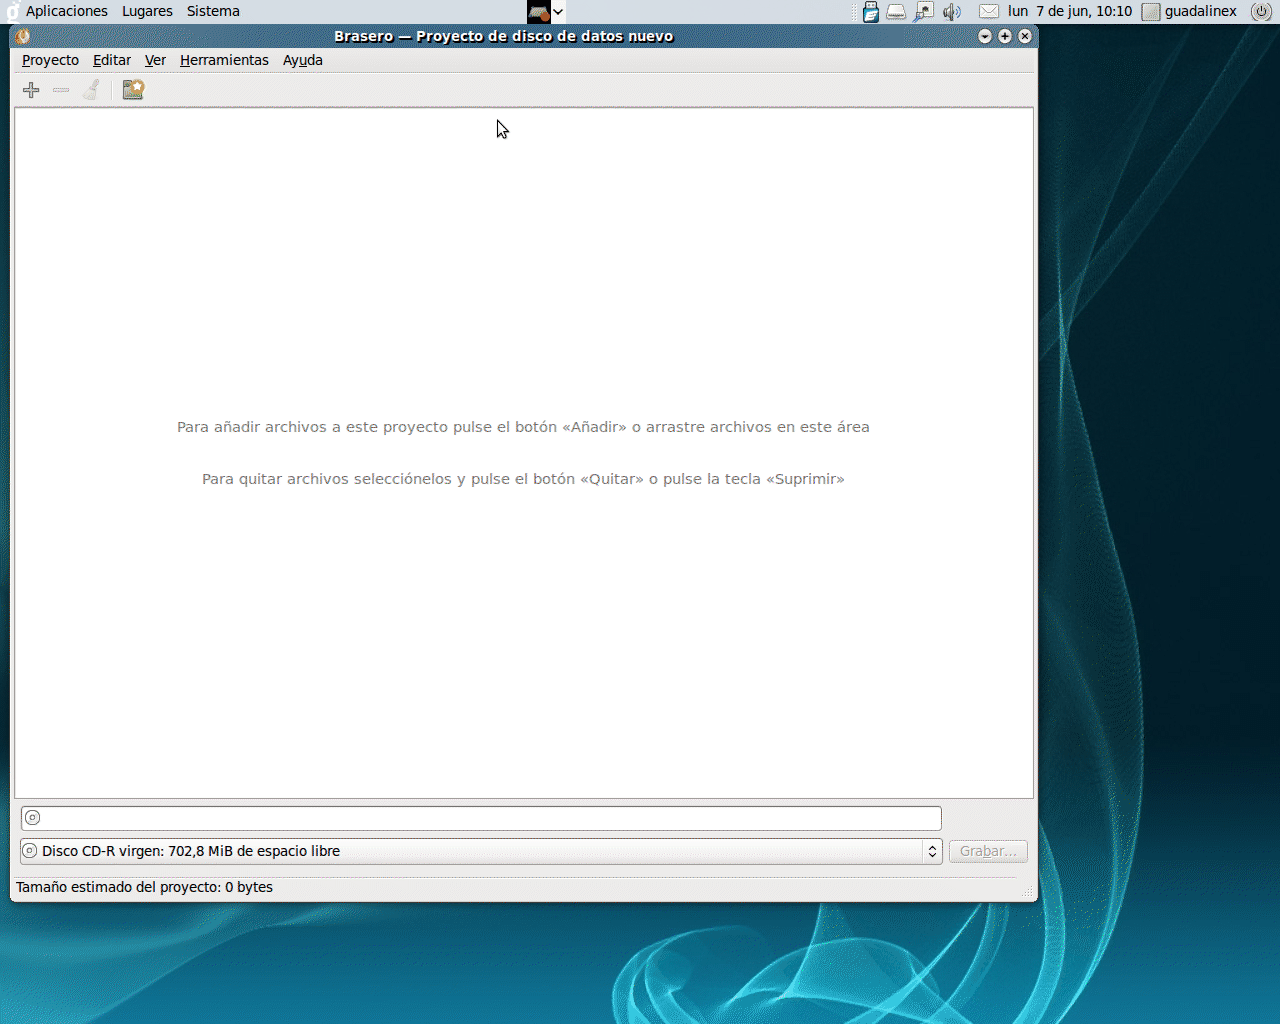 Aplicaciones Lugares Sistema lun 7 de jun, 10:10 guadalinex
Brasero — Proyecto de disco de datos nuevo
Proyecto Editar Ver Herramientas Ayuda
Para añadir archivos a este proyecto pulse el botón «Añadir» o arrastre archivos en este área
Para quitar archivos selecciónelos y pulse el botón «Quitar» o pulse la tecla «Suprimir»
Disco CD-R virgen: 702,8 MiB de espacio libre Grabar...
Tamaño estimado del proyecto: 0 bytes